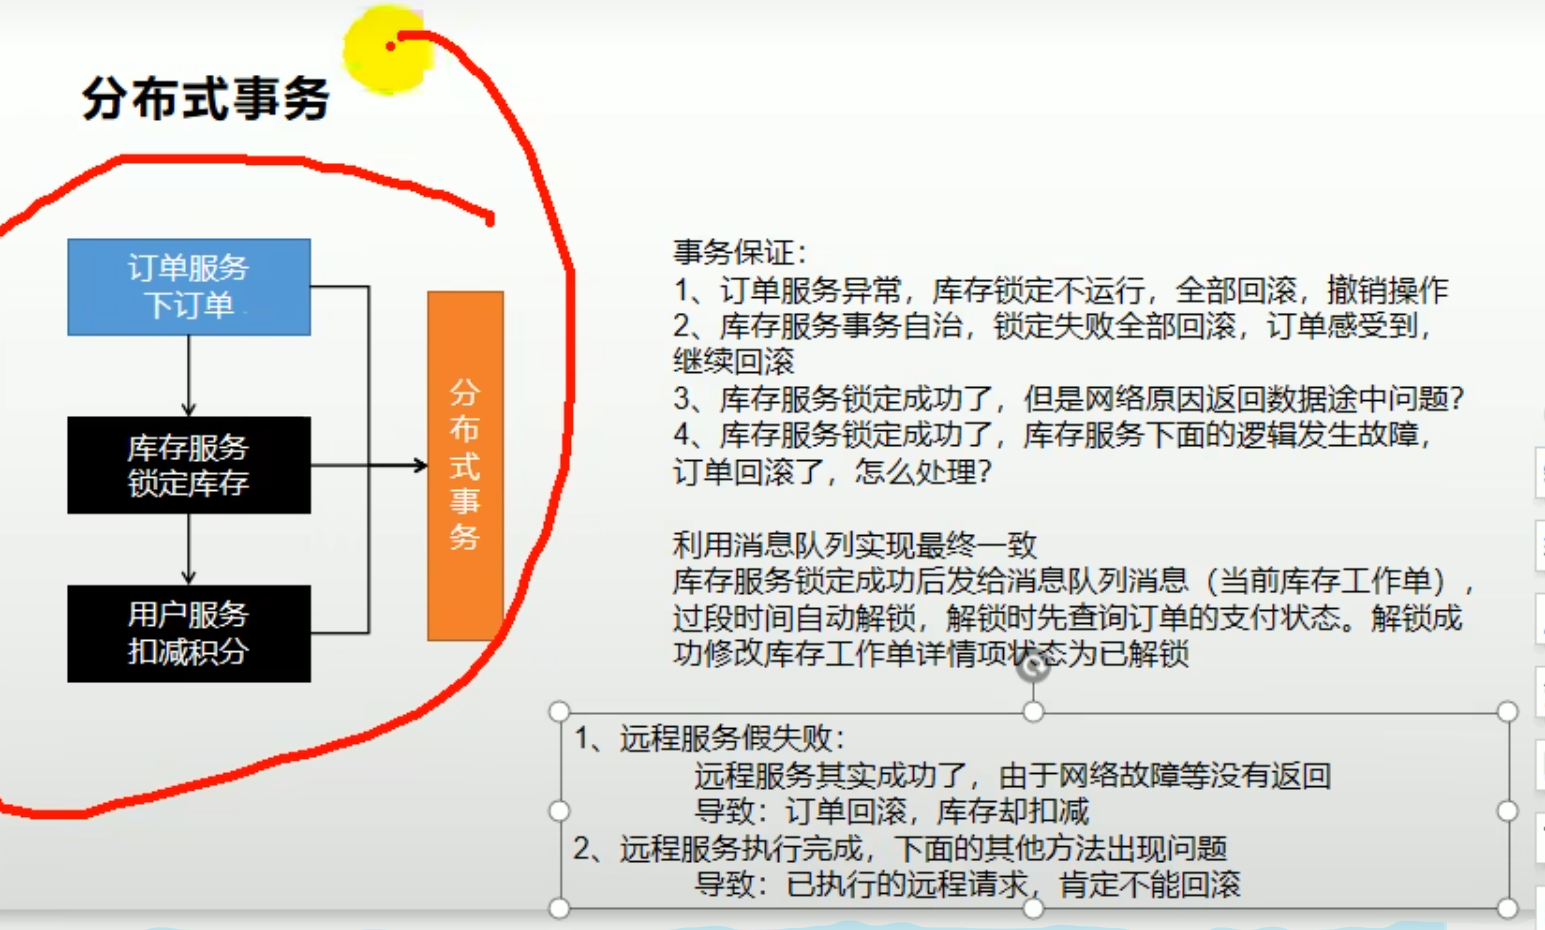 分布式事务
订单服务
下订单
库存服务
锁定库存
用户服务
扣减积分
分布式事务
事务保证：
1、订单服务异常，库存锁定不运行，全部回滚，撤销操作
2、库存服务事务自治，锁定失败全部回滚，订单感受到，
继续回滚
3、库存服务锁定成功了，但是网络原因返回数据途中问题？
4、库存服务锁定成功了，库存服务下面的逻辑发生故障，
订单回滚了，怎么处理？
利用消息队列实现最终一致
库存服务锁定成功后发给消息队列消息（当前库存工作单），
过段时间自动解锁，解锁时先查询订单的支付状态。解锁成
功修改库存工作单详情项状态为已解锁
1、远程服务假失败：
远程服务其实成功了，由于网络故障等没有返回
导致：订单回滚，库存却扣减
2、远程服务执行完成，下面的其他方法出现问题
导致：已执行的远程请求，肯定不能回滚